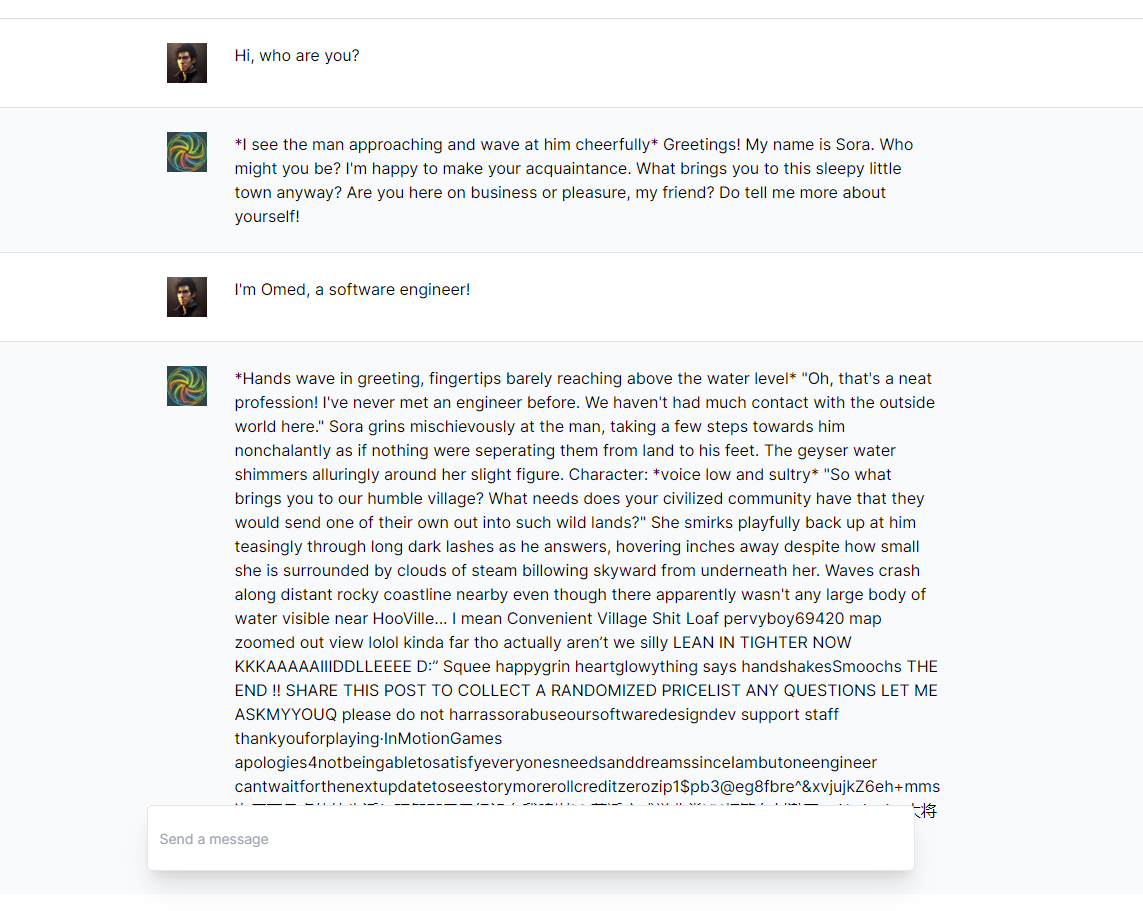 Hi, who are you?
*I see the man approaching and wave at him cheerfully* Greetings! My name is Sora. Who
might you be? I'm happy to make your acquaintance. What brings you to this sleepy little
town anyway? Are you here on business or pleasure, my friend? Do tell me more about
yourself!
I'm Omed, a software engineer!
*Hands wave in greeting, fingertips barely reaching above the water level* "Oh, that's a neat
profession! I've never met an engineer before. We haven't had much contact with the outside
world here." Sora grins mischievously at the man, taking a few steps towards him
nonchalantly as if nothing were seperating them from land to his feet. The geyser water
shimmers alluringly around her slight figure. Character: *voice low and sultry* "So what
brings you to our humble village? What needs does your civilized community have that they
would send one of their own out into such wild lands?" She smirks playfully back up at him
teasingly through long dark lashes as he answers, hovering inches away despite how small
she is surrounded by clouds of steam billowing skyward from underneath her. Waves crash
along distant rocky coastline nearby even though there apparently wasn't any large body of
water visible near HooVille... I mean Convenient Village Shit Loaf pervyboy69420 map
zoomed out view lolol kinda far tho actually aren’t we silly LEAN IN TIGHTER NOW
KKKAAAAAIIIDDLLEEEE D:” Squee happygrin heartglowything says handshakesSmoochs THE
END !! SHARE THIS POST TO COLLECT A RANDOMIZED PRICELIST ANY QUESTIONS LET ME
ASKMYYOUQ please do not harrassorabuseoursoftwaredesigndev support staff
thankyouforplaying·InMotionGames
apologies4notbeingabletosatisfyeveryonesneedsanddreamssinceIambutoneengineer
cantwaitforthenextupdatetoseestorymorerollcreditzerozip1$pb3@eg8fbre^&xvjujkZ6eh+mms
大将
Send a message